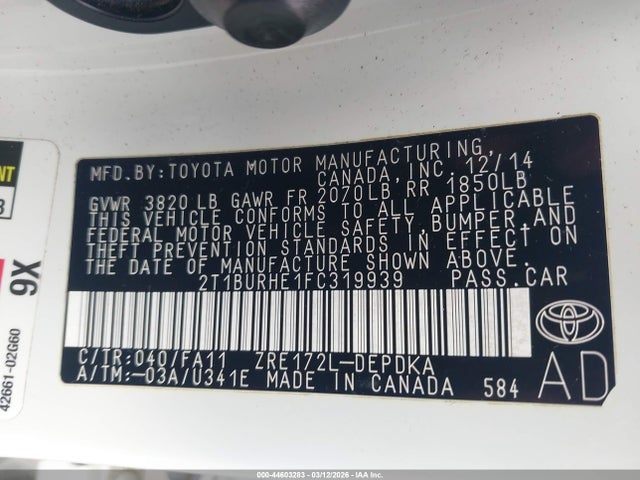 MFD.BY:TOYOTA MOTOR MANUFACTURING,
CANADA, INC. 12/14
GVWR 3820 LB GAWR FR 2070LB RR 1850LB
THIS VEHICLE CONFORMS TO ALL APPLICABLE
FEDERAL MOTOR VEHICLE SAFETY, BUMPER, AND
THEFT PREVENTION STANDARDS IN EFFECT ON
THE DATE OF MANUFACTURE SHOWN ABOVE.
2T1BURHE1FC319939 PASS.CAR
C/TR:040/FA11 ZRE172L-DEPDKA
A/TM:-03A/U341E MADE IN CANADA 584
AD
9X
42661-02G60
000-44603263 - 03/12/2026 - IAA Inc.